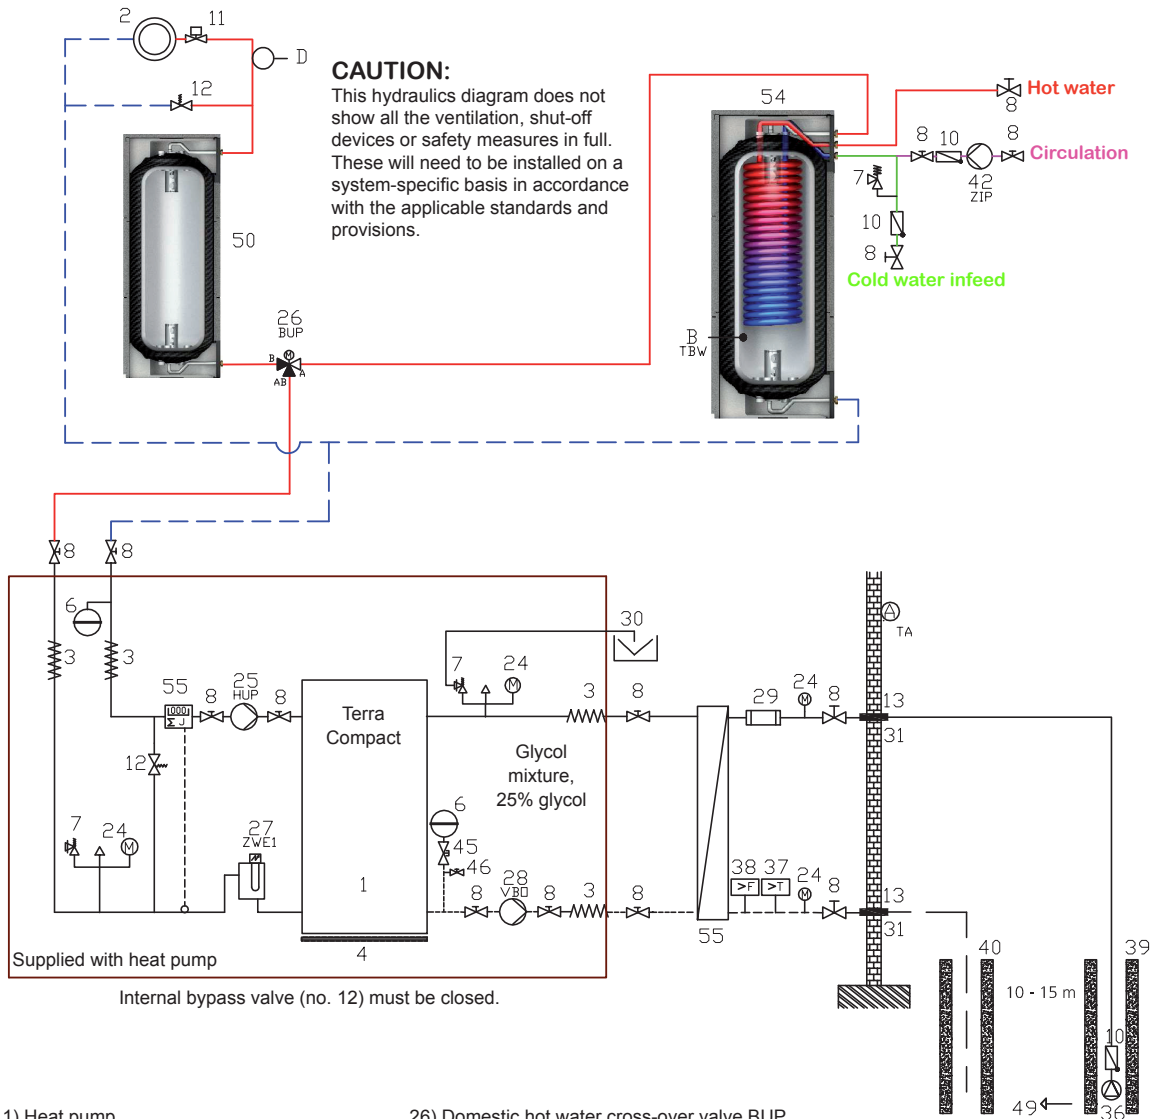 2
11
D
12
CAUTION:
This hydraulics diagram does not
show all the ventilation, shut-off
devices or safety measures in full.
These will need to be installed on a
system-specific basis in accordance
with the applicable standards and
provisions.
54
8
Hot water
8
10
8
Circulation
42
ZIP
7
10
8
Cold water infeed
50
26
BUP
M
B
A
AB
B
TBW
8
8
6
3
3
30
A
TA
7
24
M
3
8
55
000
Σ J
8
25
HUP
8
Terra
Compact
Glycol
mixture,
25% glycol
29
24
M
8
13
31
12
7
24
M
27
ZWE1
6
45
46
1
8
28
VBO
8
3
8
38
>F
37
>T
24
M
8
13
31
55
4
Supplied with heat pump
Internal bypass valve (no. 12) must be closed.
40
39
10 - 15 m
10
49
36
1) Heat pump
26) Domestic hot water cross-over valve BUP